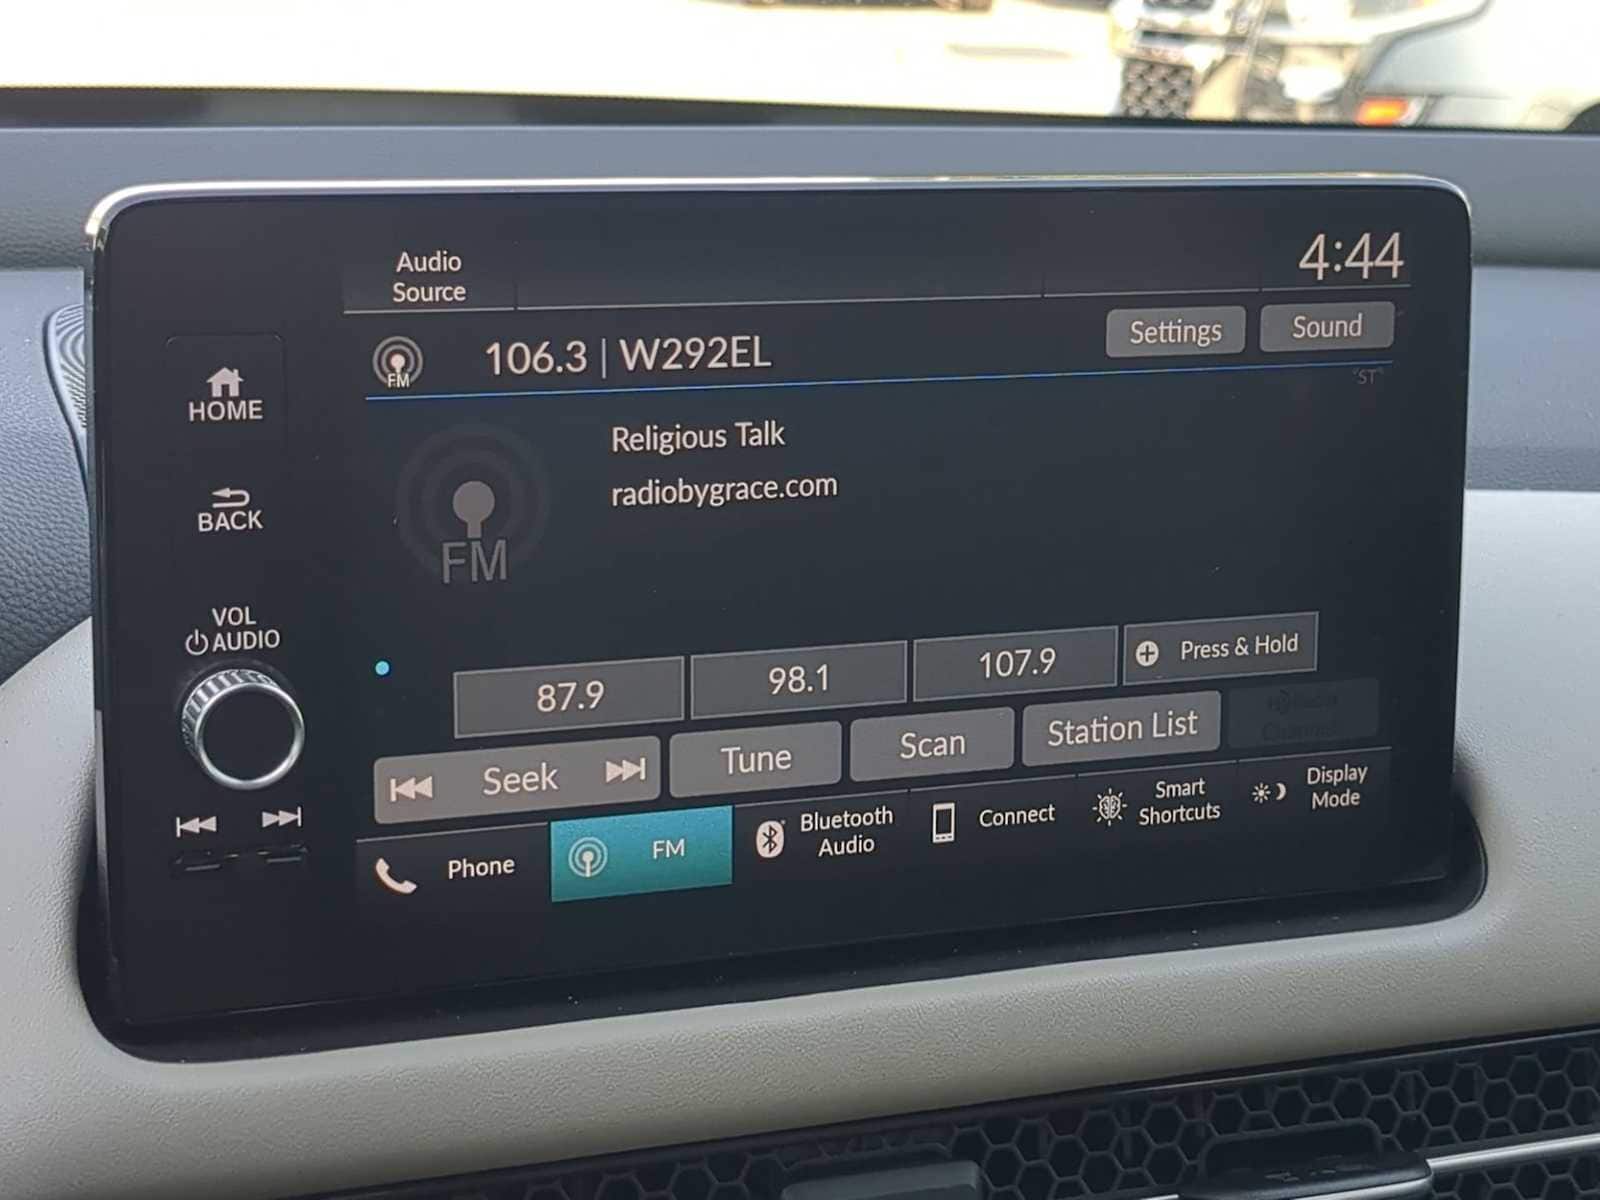 Audio
Source
4:44
FM
106.3 | W292EL
Settings
Sound
"ST"
HOME
Religious Talk
radiobygrace.com
BACK
FM
VOL
AUDIO
87.9
98.1
107.9
Press & Hold
Seek
Tune
Scan
Station List
Phone
FM
Bluetooth
Audio
Connect
Smart
Shortcuts
Display
Mode